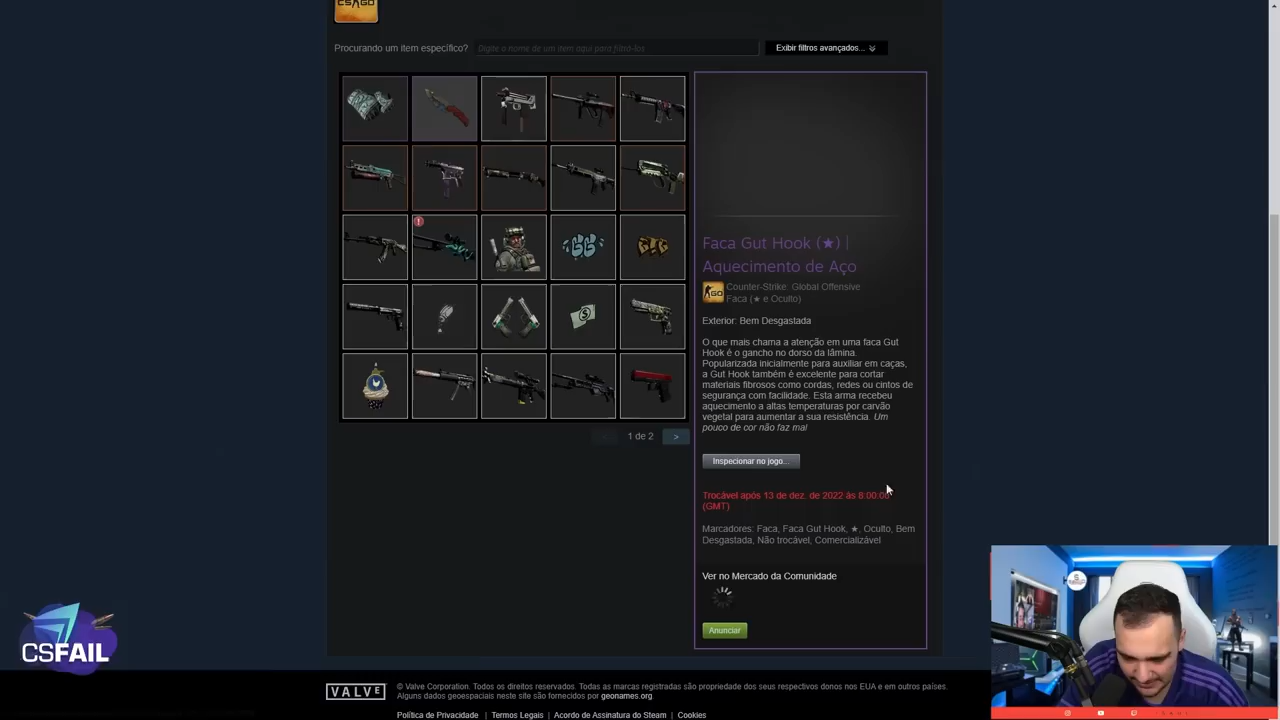 CS:GO
Procurando um item específico?
Digite o nome de um item aqui para filtrá-los
Exibir filtros avançados...
Faca Gut Hook (★) |
Aquecimento de Aço
GO
Counter-Strike: Global Offensive
Faca (★ e Oculto)
Exterior: Bem Desgastada
O que mais chama a atenção em uma faca Gut
Hook é o gancho no dorso da lâmina.
Popularizada inicialmente para auxiliar em caças,
a Gut Hook também é excelente para cortar
materiais fibrosos como cordas, redes ou cintos de
segurança com facilidade. Esta arma recebeu
aquecimento a altas temperaturas por carvão
vegetal para aumentar a sua resistência. Um
pouco de cor não faz mal
1 de 2
>
Inspecionar no jogo...
Trocável após 13 de dez. de 2022 às 8:00:00
(GMT)
Marcadores: Faca, Faca Gut Hook, ★, Oculto, Bem
Desgastada, Não trocável, Comercializável
Ver no Mercado da Comunidade
Anunciar
CSFAIL
VALVE
© Valve Corporation. Todos os direitos reservados. Todas as marcas registradas são propriedade dos seus respectivos donos nos EUA e em outros países.
Alguns dados geoespaciais neste site são fornecidos por geonames.org.
Política de Privacidade | Termos Legais | Acordo de Assinatura do Steam | Cookies